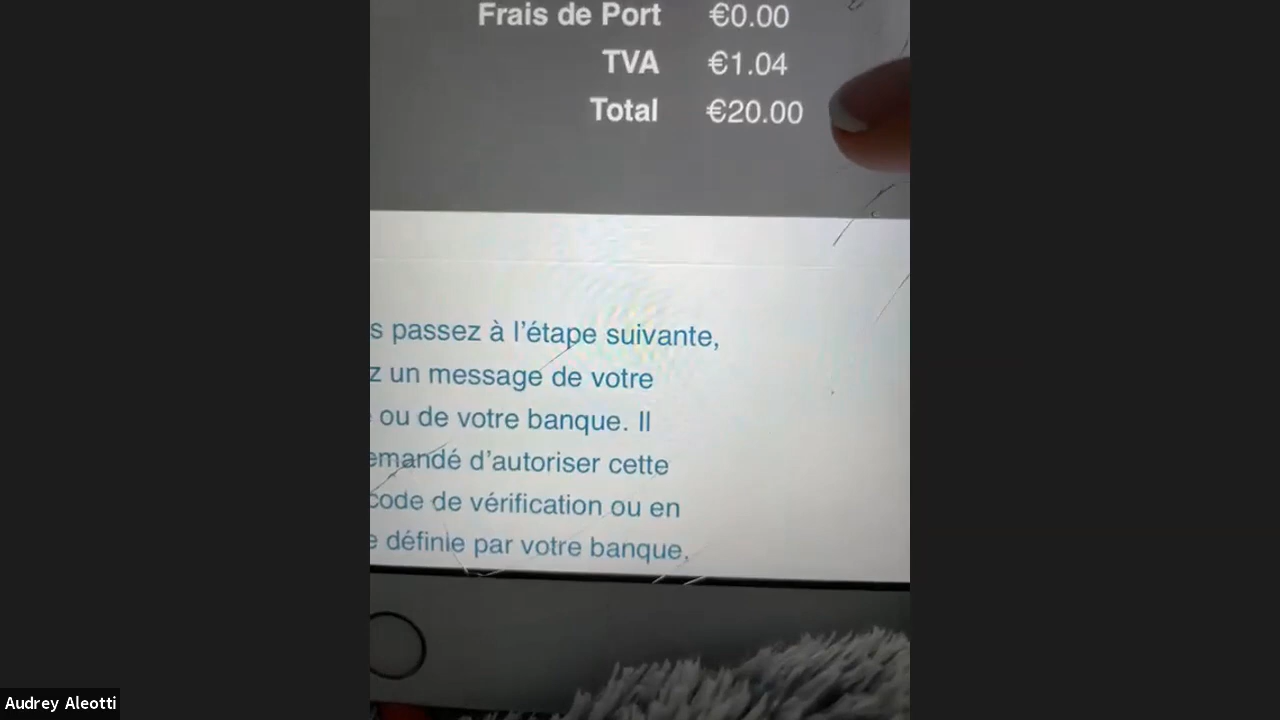 Frais de Port €0.00
TVA €1.04
Total €20.00
s passez à l'étape suivante,
z un message de votre
ou de votre banque. Il
emandé d'autoriser cette
code de vérification ou en
e définie par votre banque.
Audrey Aleotti